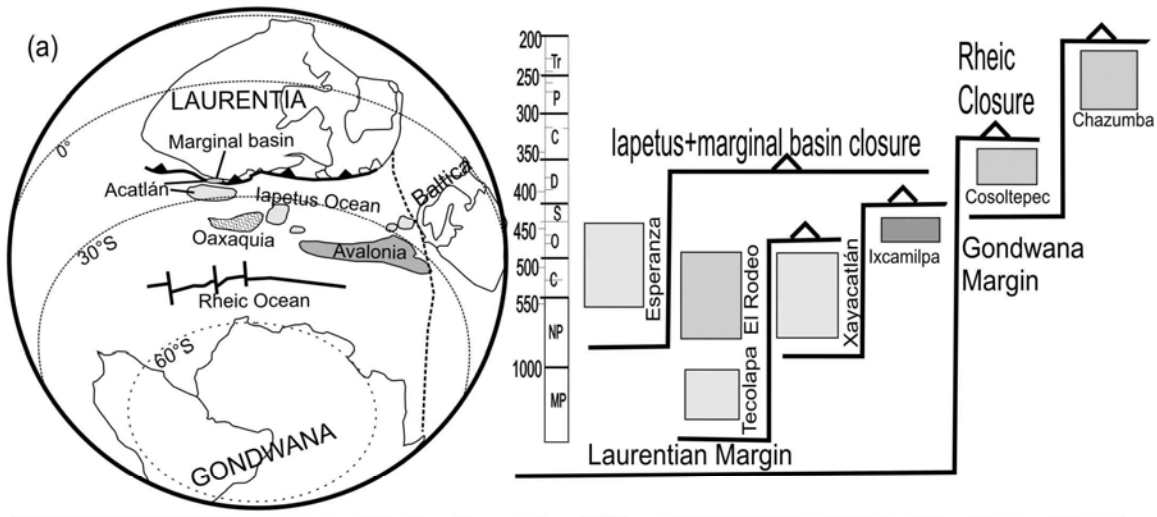 (a)
LAURENTIA
Marginal basin
0°
Acatlán
Iapetus Ocean
Baltica
Oaxaquia
30°S
Avalonia
Rheic Ocean
60°S
GONDWANA
200
Tr
250
P
300
C
350
D
400
S
450
O
500
C
550
NP
1000
MP
Iapetus+marginal basin closure
Esperanza
Tecolapa El Rodeo
Xayacatlán
Ixcamilpa
Laurentian Margin
Rheic
Closure
Cosoltepec
Chazumba
Gondwana
Margin